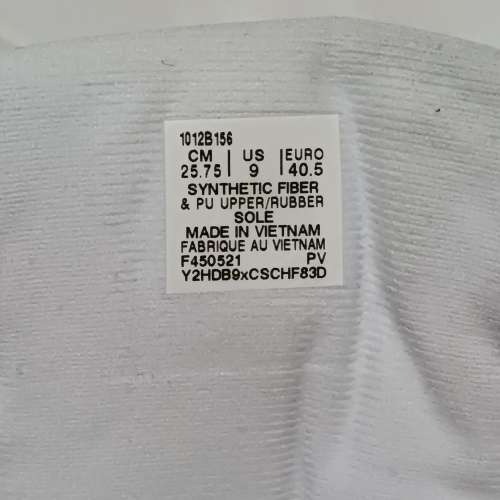 1012B156
CM | US | EURO
25.75 | 9 | 40.5
SYNTHETIC FIBER
& PU UPPER/RUBBER
SOLE
MADE IN VIETNAM
FABRIQUE AU VIETNAM
F450521 PV
Y2HDB9xCSCHF83D